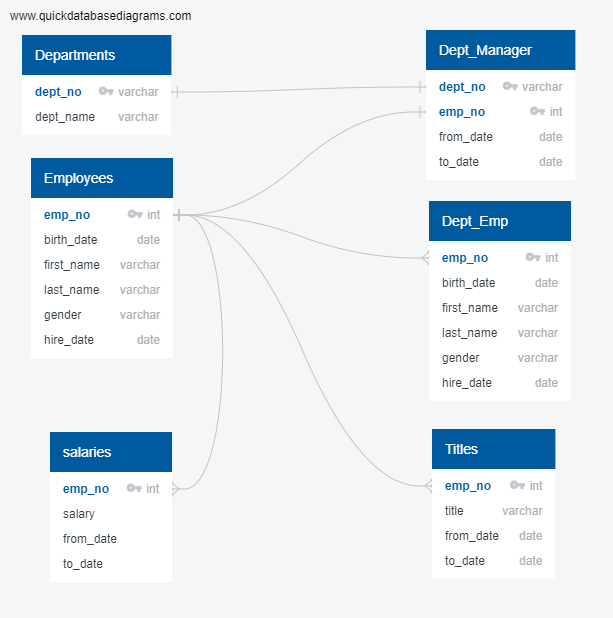 www.quickdatabasediagrams.com
Departments
dept_no varchar
dept_name varchar
Dept_Manager
dept_no varchar
emp_no int
from_date date
to_date date
Employees
emp_no int
birth_date date
first_name varchar
last_name varchar
gender varchar
hire_date date
Dept_Emp
emp_no int
birth_date date
first_name varchar
last_name varchar
gender varchar
hire_date date
salaries
emp_no int
salary
from_date
to_date
Titles
emp_no int
title varchar
from_date date
to_date date